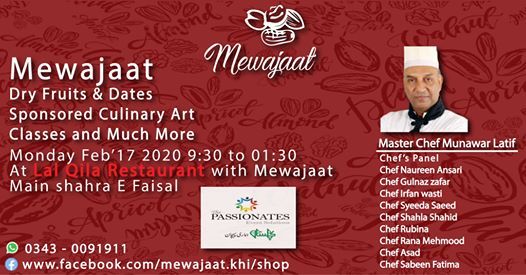 Mewajaat
Mewajaat
Dry Fruits & Dates
Sponsored Culinary Art
Classes and Much More
Monday Feb'17 2020 9:30 to 01:30
At Lal Qila Restaurant with Mewajaat
Main shahra E Faisal
PASSIONATES
0343 - 0091911
www.facebook.com/mewajaat.khi/shop
Master Chef Munawar Latif
Chef's Panel
Chef Naureen Ansari
Chef Gulnaz zafar
Chef Irfan wasti
Chef Syeeda Saeed
Chef Shahla Shahid
Chef Rubina
Chef Rana Mehmood
Chef Asad
Chef Sabeen Fatima